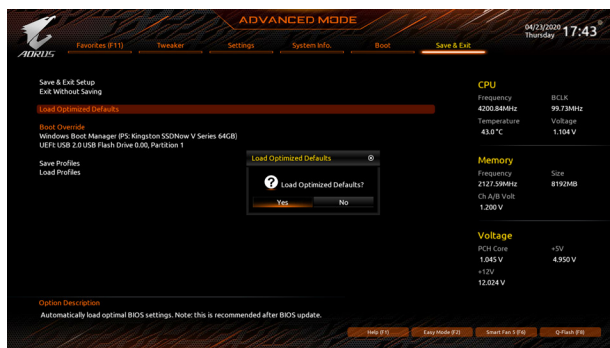 ADVANCED MODE
04/23/2020 Thursday 17:43
AORUS
Favorites (F11) Tweaker Settings System Info. Boot Save & Exit
Save & Exit Setup
Exit Without Saving
Load Optimized Defaults
Boot Override
Windows Boot Manager (P5: Kingston SSDNow V Series 64GB)
UEFI: USB 2.0 USB Flash Drive 0.00, Partition 1
Save Profiles
Load Profiles
Load Optimized Defaults
Load Optimized Defaults?
Yes No
CPU
Frequency BCLK
4200.84MHz 99.73MHz
Temperature Voltage
43.0 °C 1.104 V
Memory
Frequency Size
2127.59MHz 8192MB
Ch A/B Volt
1.200 V
Voltage
PCH Core +5V
1.045 V 4.950 V
+12V
12.024 V
Option Description
Automatically load optimal BIOS settings. Note: this is recommended after BIOS update.
Help (F1) Easy Mode (F2) Smart Fan 5 (F6) Q-Flash (F8)